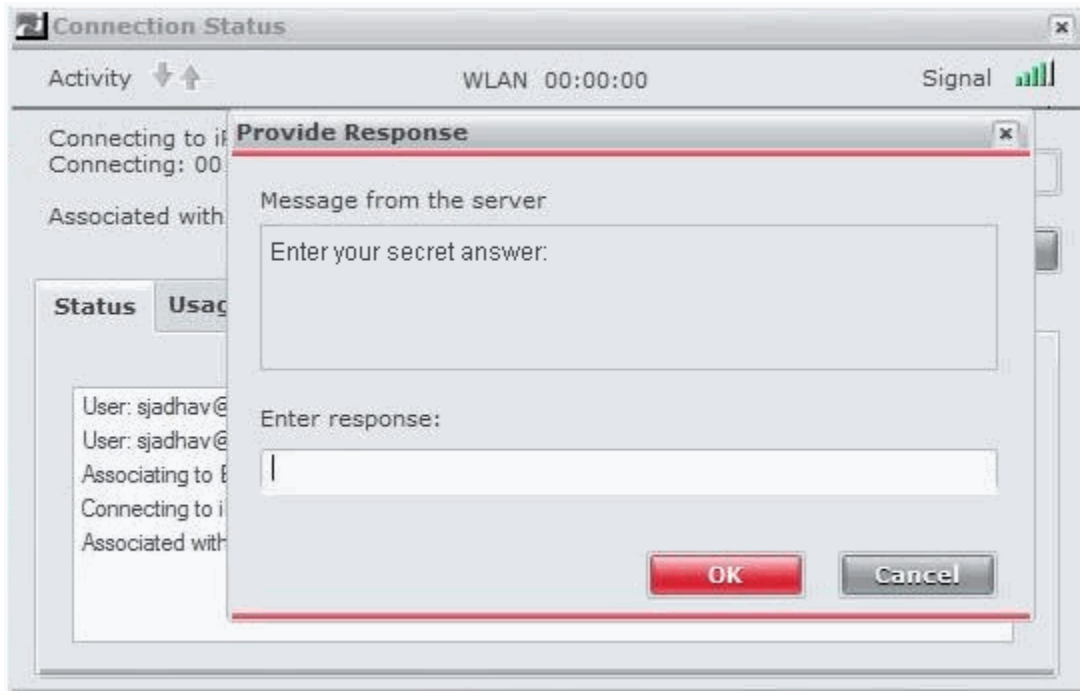 Connection Status
Activity WLAN 00:00:00 Signal
Connecting to
Connecting: 00
Associated with
Provide Response
Message from the server
Enter your secret answer:
Status Usag
User: sjadhav@
User: sjadhav@
Associating to
Connecting to
Associated with
Enter response:
OK Cancel